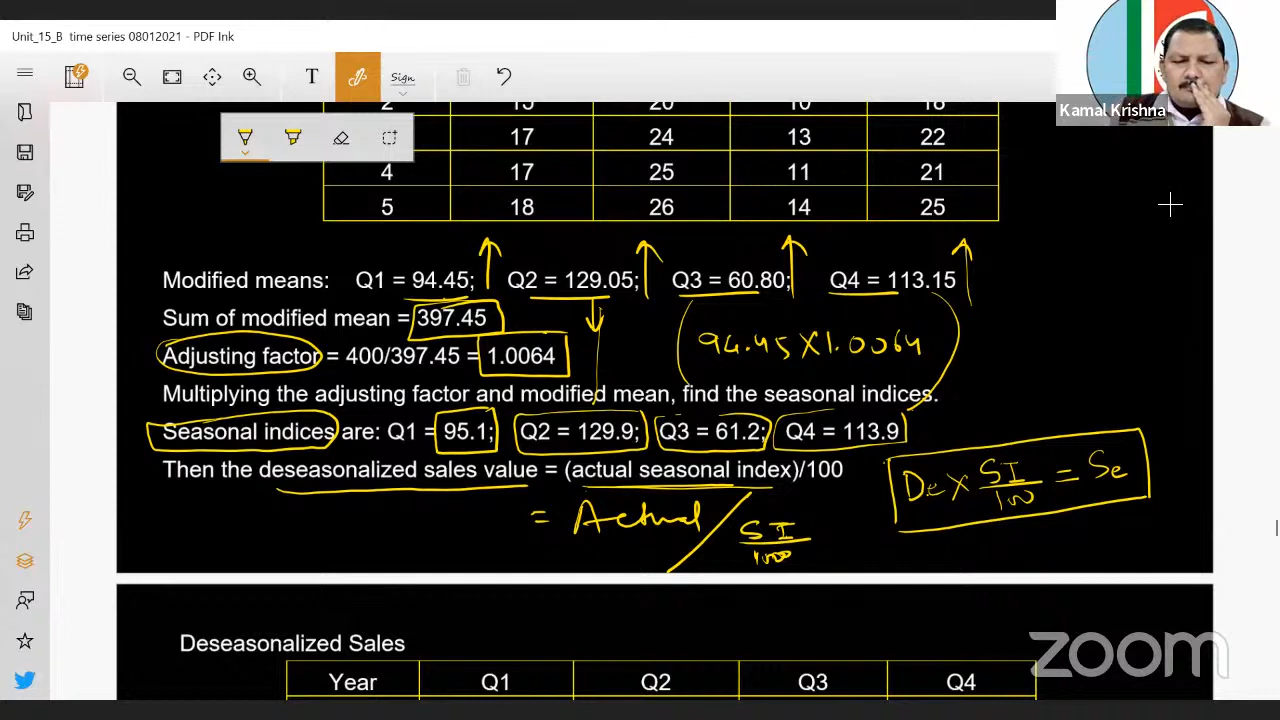 Unit_15_B time series 08012021 - PDF Ink
T
Sign
Kamal Krishna
2 15 20 10 18
17 24 13 22
4 17 25 11 21
5 18 26 14 25
Modified means: Q1 = 94.45; Q2 = 129.05; Q3 = 60.80; Q4 = 113.15
Sum of modified mean = 397.45
94.45 X 1.0064
Adjusting factor = 400/397.45 = 1.0064
Multiplying the adjusting factor and modified mean, find the seasonal indices.
Seasonal indices are: Q1 = 95.1; Q2 = 129.9; Q3 = 61.2; Q4 = 113.9
Then the deseasonalized sales value = (actual seasonal index)/100
De X SI/100 = Se
= Actual / SI/100
Deseasonalized Sales
zoom
Year Q1 Q2 Q3 Q4